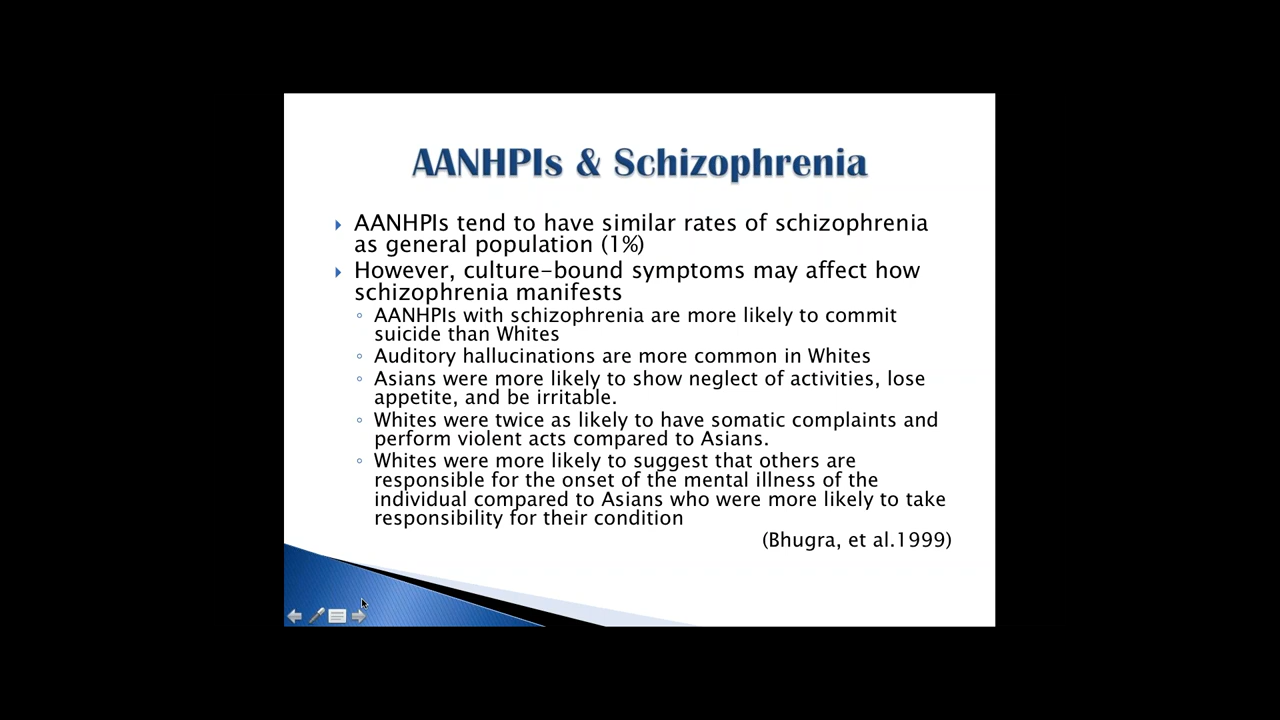 AANHPIs & Schizophrenia
AANHPIs tend to have similar rates of schizophrenia
as general population (1%)
However, culture-bound symptoms may affect how
schizophrenia manifests
AANHPIs with schizophrenia are more likely to commit
suicide than Whites
Auditory hallucinations are more common in Whites
Asians were more likely to show neglect of activities, lose
appetite, and be irritable.
Whites were twice as likely to have somatic complaints and
perform violent acts compared to Asians.
Whites were more likely to suggest that others are
responsible for the onset of the mental illness of the
individual compared to Asians who were more likely to take
responsibility for their condition
(Bhugra, et al.1999)